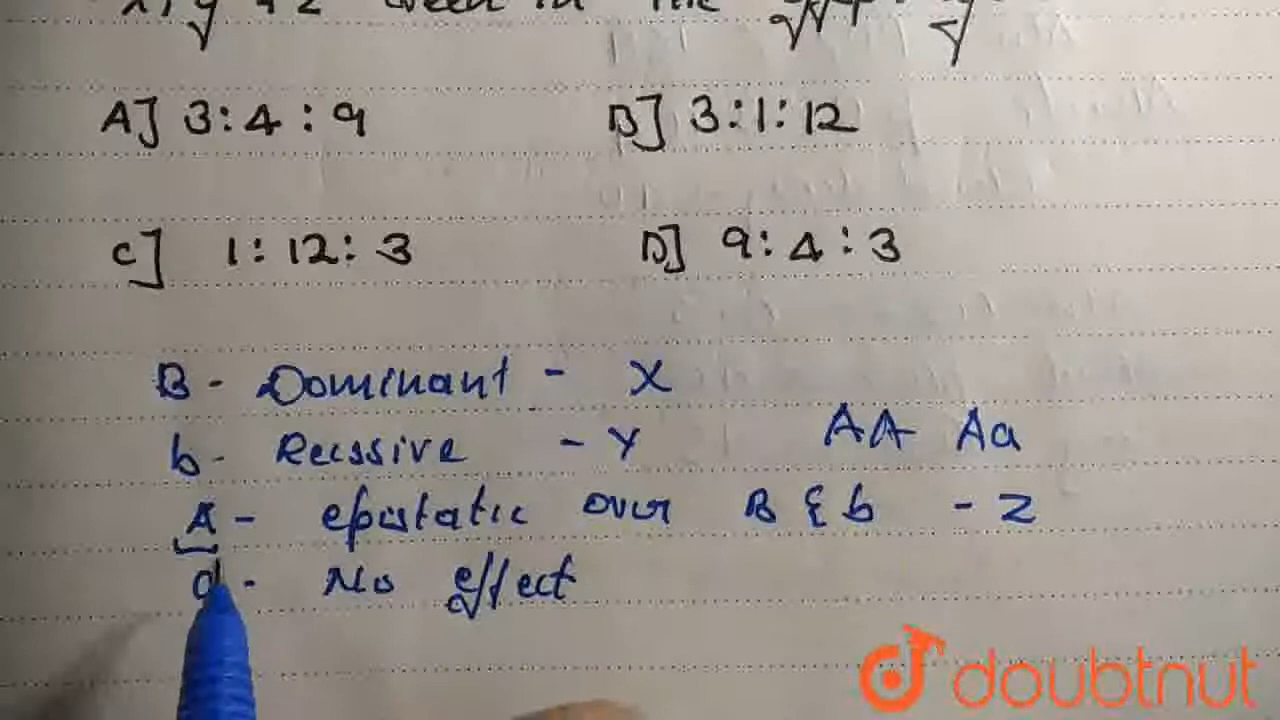 A] 3:4:9 B] 3:1:12
C] 1:12:3 D] 9:4:3
B - Dominant - X
b - Recssive - Y AA Aa
A - epistatic over B & b - Z
a - No effect
doubtnut